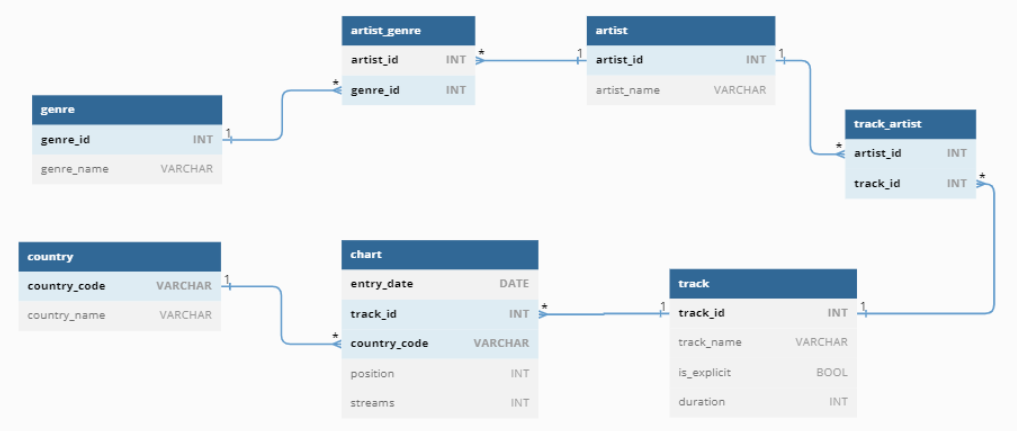 artist_genre
artist_id INT
genre_id INT
artist
artist_id INT
artist_name VARCHAR
genre
genre_id INT
genre_name VARCHAR
track_artist
artist_id INT
track_id INT
country
country_code VARCHAR
country_name VARCHAR
chart
entry_date DATE
track_id INT
country_code VARCHAR
position INT
streams INT
track
track_id INT
track_name VARCHAR
is_explicit BOOL
duration INT
* 1
1 *
1 *
* 1
1 *
1 *